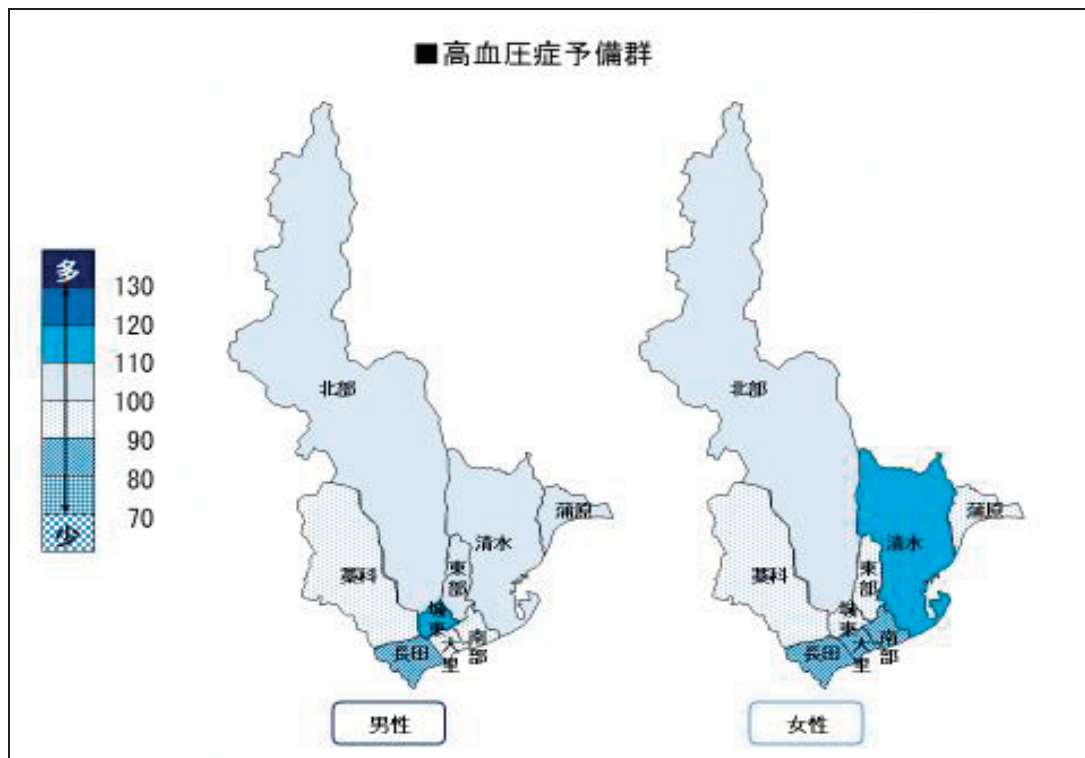 ■高血圧症予備群
多
130
120
110
100
90
80
70
少
北部
清水
蒲原
東部
藁科
城東
長田
大里
南部
男性
北部
清水
蒲原
東部
藁科
城東
長田
大里
南部
女性